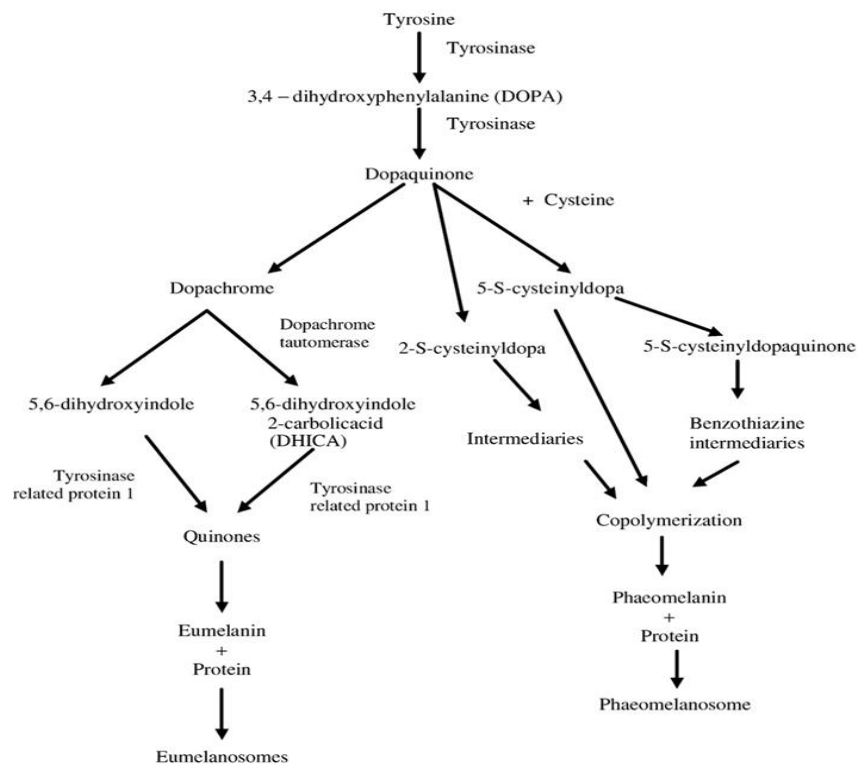 Tyrosine
Tyrosinase
3,4 – dihydroxyphenylalanine (DOPA)
Tyrosinase
Dopaquinone
+ Cysteine
Dopachrome
5-S-cysteinyldopa
Dopachrome
tautomerase
2-S-cysteinyldopa
5-S-cysteinyldopaquinone
5,6-dihydroxyindole
5,6-dihydroxyindole
2-carbolicacid
(DHICA)
Intermediaries
Benzothiazine
intermediaries
Tyrosinase
related protein 1
Tyrosinase
related protein 1
Quinones
Copolymerization
Eumelanin
+
Protein
Phaeomelanin
+
Protein
Eumelanosomes
Phaeomelanosome